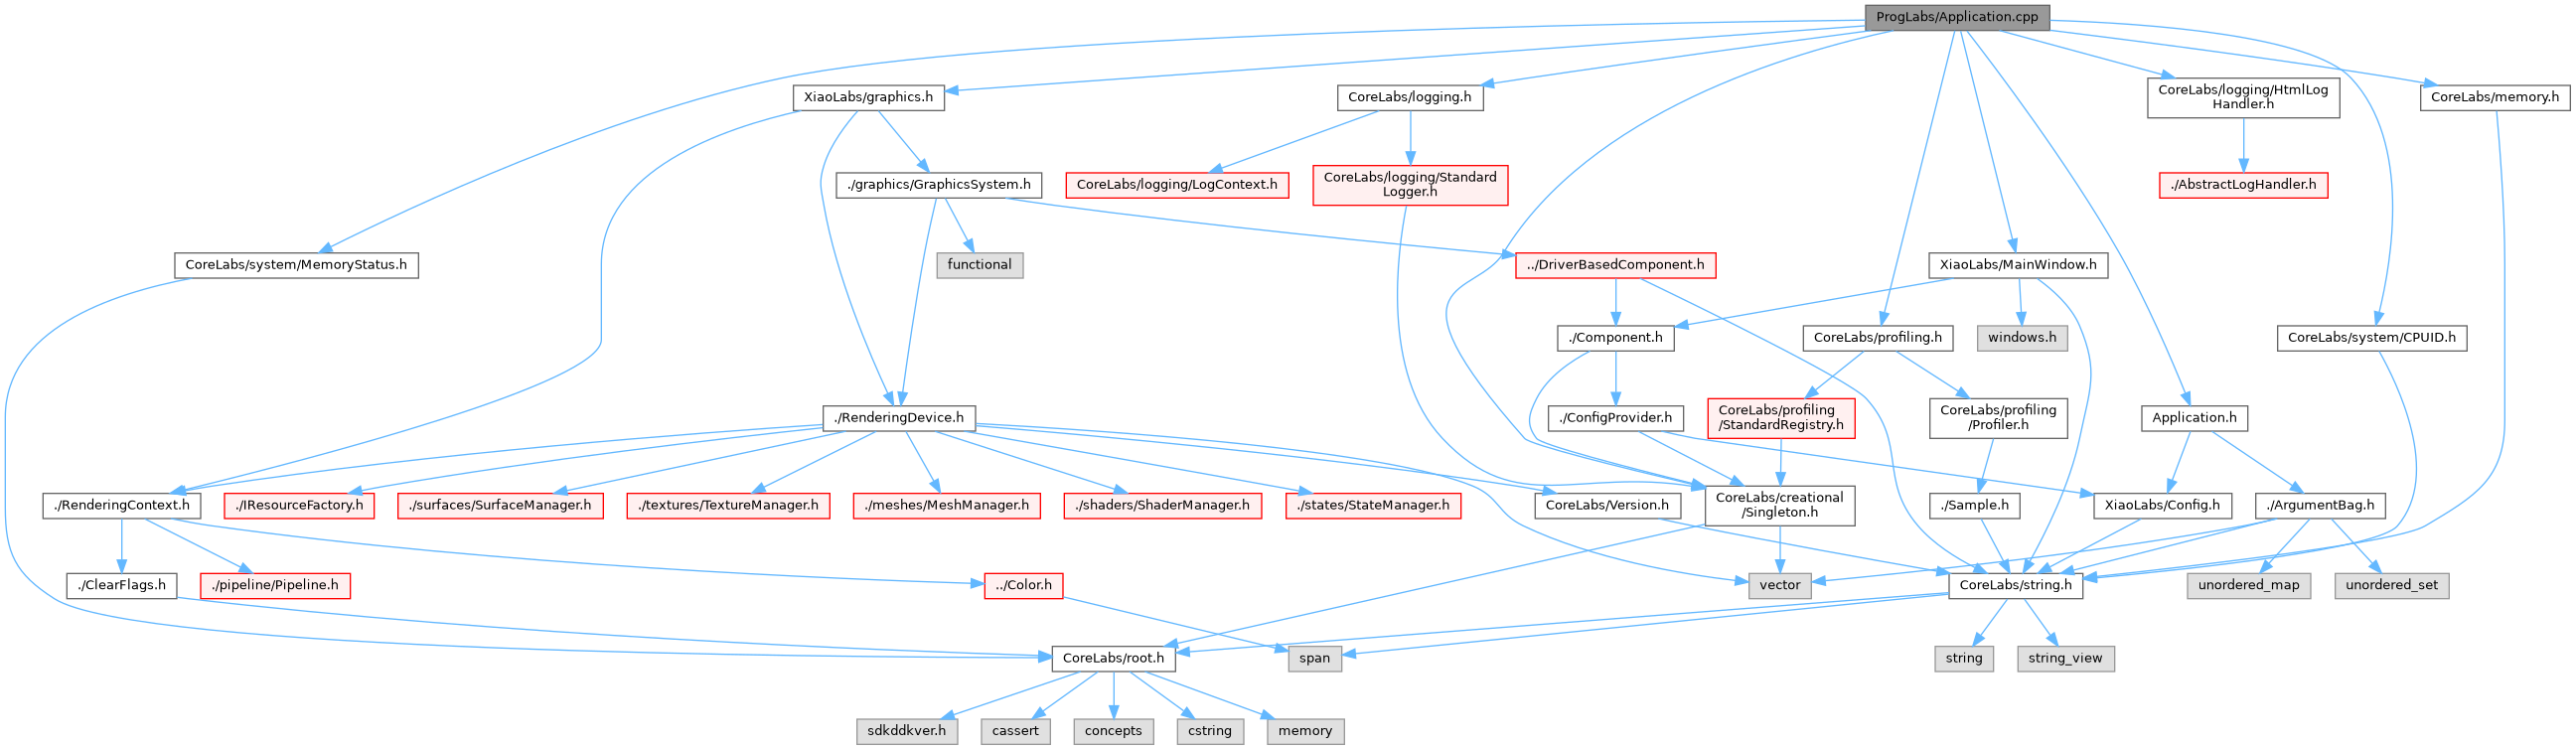 ProgLabs/Application.cpp
XiaoLabs/graphics.h
CoreLabs/logging.h
CoreLabs/logging/HtmlLog
Handler.h
CoreLabs/memory.h
./graphics/GraphicsSystem.h
CoreLabs/logging/LogContext.h
CoreLabs/logging/Standard
Logger.h
./AbstractLogHandler.h
CoreLabs/system/MemoryStatus.h
functional
../DriverBasedComponent.h
XiaoLabs/MainWindow.h
./Component.h
CoreLabs/profiling.h
windows.h
CoreLabs/system/CPUID.h
./RenderingDevice.h
./ConfigProvider.h
CoreLabs/profiling
/StandardRegistry.h
CoreLabs/profiling
/Profiler.h
Application.h
./RenderingContext.h
./IResourceFactory.h
./surfaces/SurfaceManager.h
./textures/TextureManager.h
./meshes/MeshManager.h
./shaders/ShaderManager.h
./states/StateManager.h
CoreLabs/Version.h
CoreLabs/creational
/Singleton.h
./Sample.h
XiaoLabs/Config.h
./ArgumentBag.h
./ClearFlags.h
./pipeline/Pipeline.h
../Color.h
vector
CoreLabs/string.h
unordered_map
unordered_set
CoreLabs/root.h
span
string
string_view
sdkddkver.h
cassert
concepts
cstring
memory